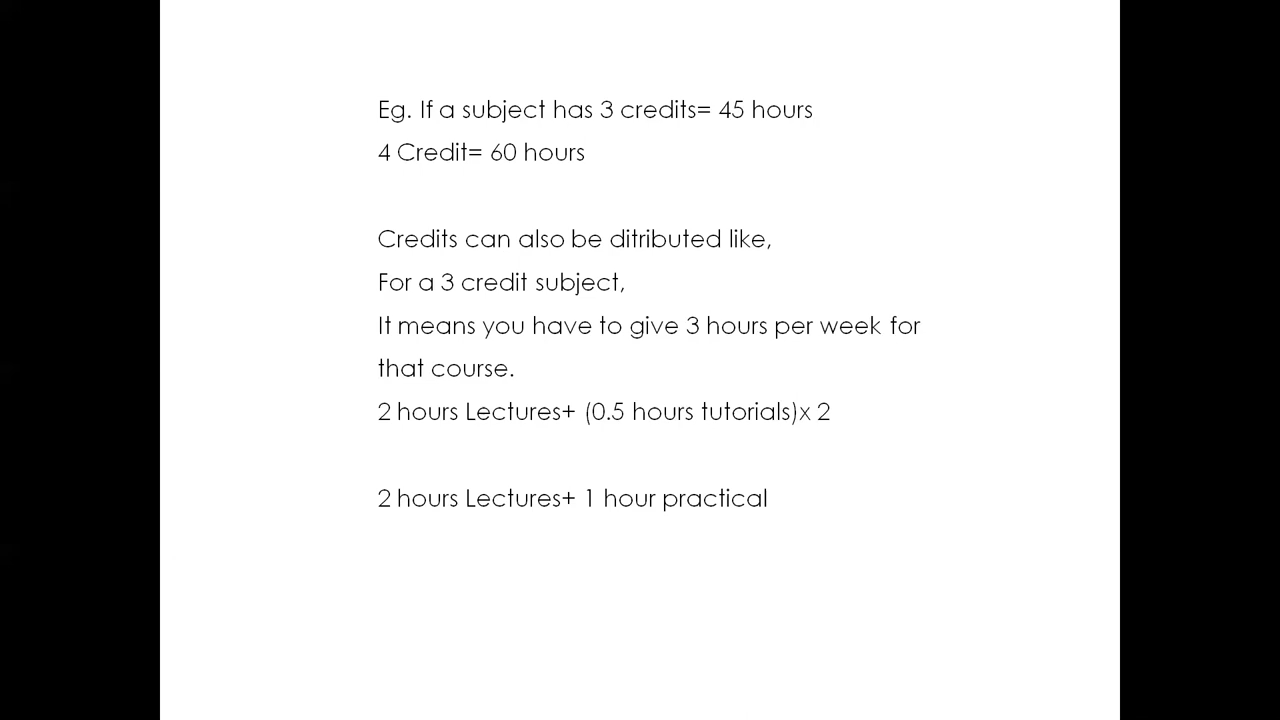 Eg. If a subject has 3 credits= 45 hours
4 Credit= 60 hours
Credits can also be ditributed like,
For a 3 credit subject,
It means you have to give 3 hours per week for
that course.
2 hours Lectures+ (0.5 hours tutorials)x 2
2 hours Lectures+ 1 hour practical